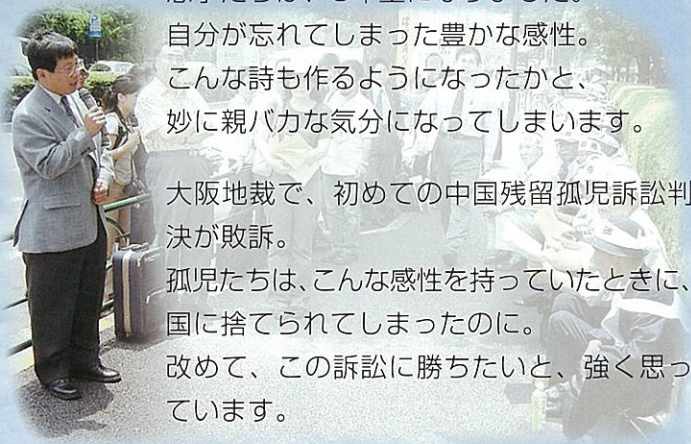 自分が忘れてしまった豊かな感性。
こんな詩も作るようになったかと、
妙に親バカな気分になってしまいます。
大阪地裁で、初めての中国残留孤児訴訟判
決が敗訴。
孤児たちは、こんな感性を持っていたときに、
国に捨てられてしまったのに。
改めて、この訴訟に勝ちたいと、強く思っ
ています。